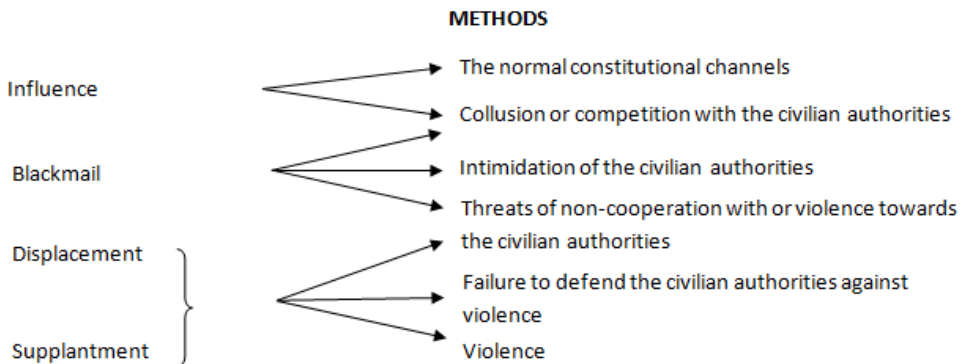 METHODS
Influence
The normal constitutional channels
Collusion or competition with the civilian authorities
Blackmail
Intimidation of the civilian authorities
Threats of non-cooperation with or violence towards
the civilian authorities
Displacement
Failure to defend the civilian authorities against
violence
Supplantment
Violence